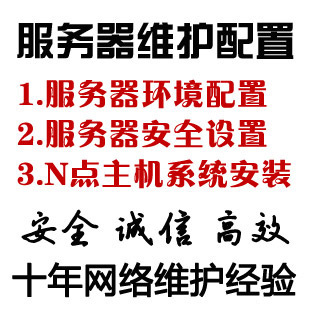 服务器维护配置
1.服务器环境配置
2.服务器安全设置
3.N点主机系统安装
安全 诚信 高效
十年网络维护经验